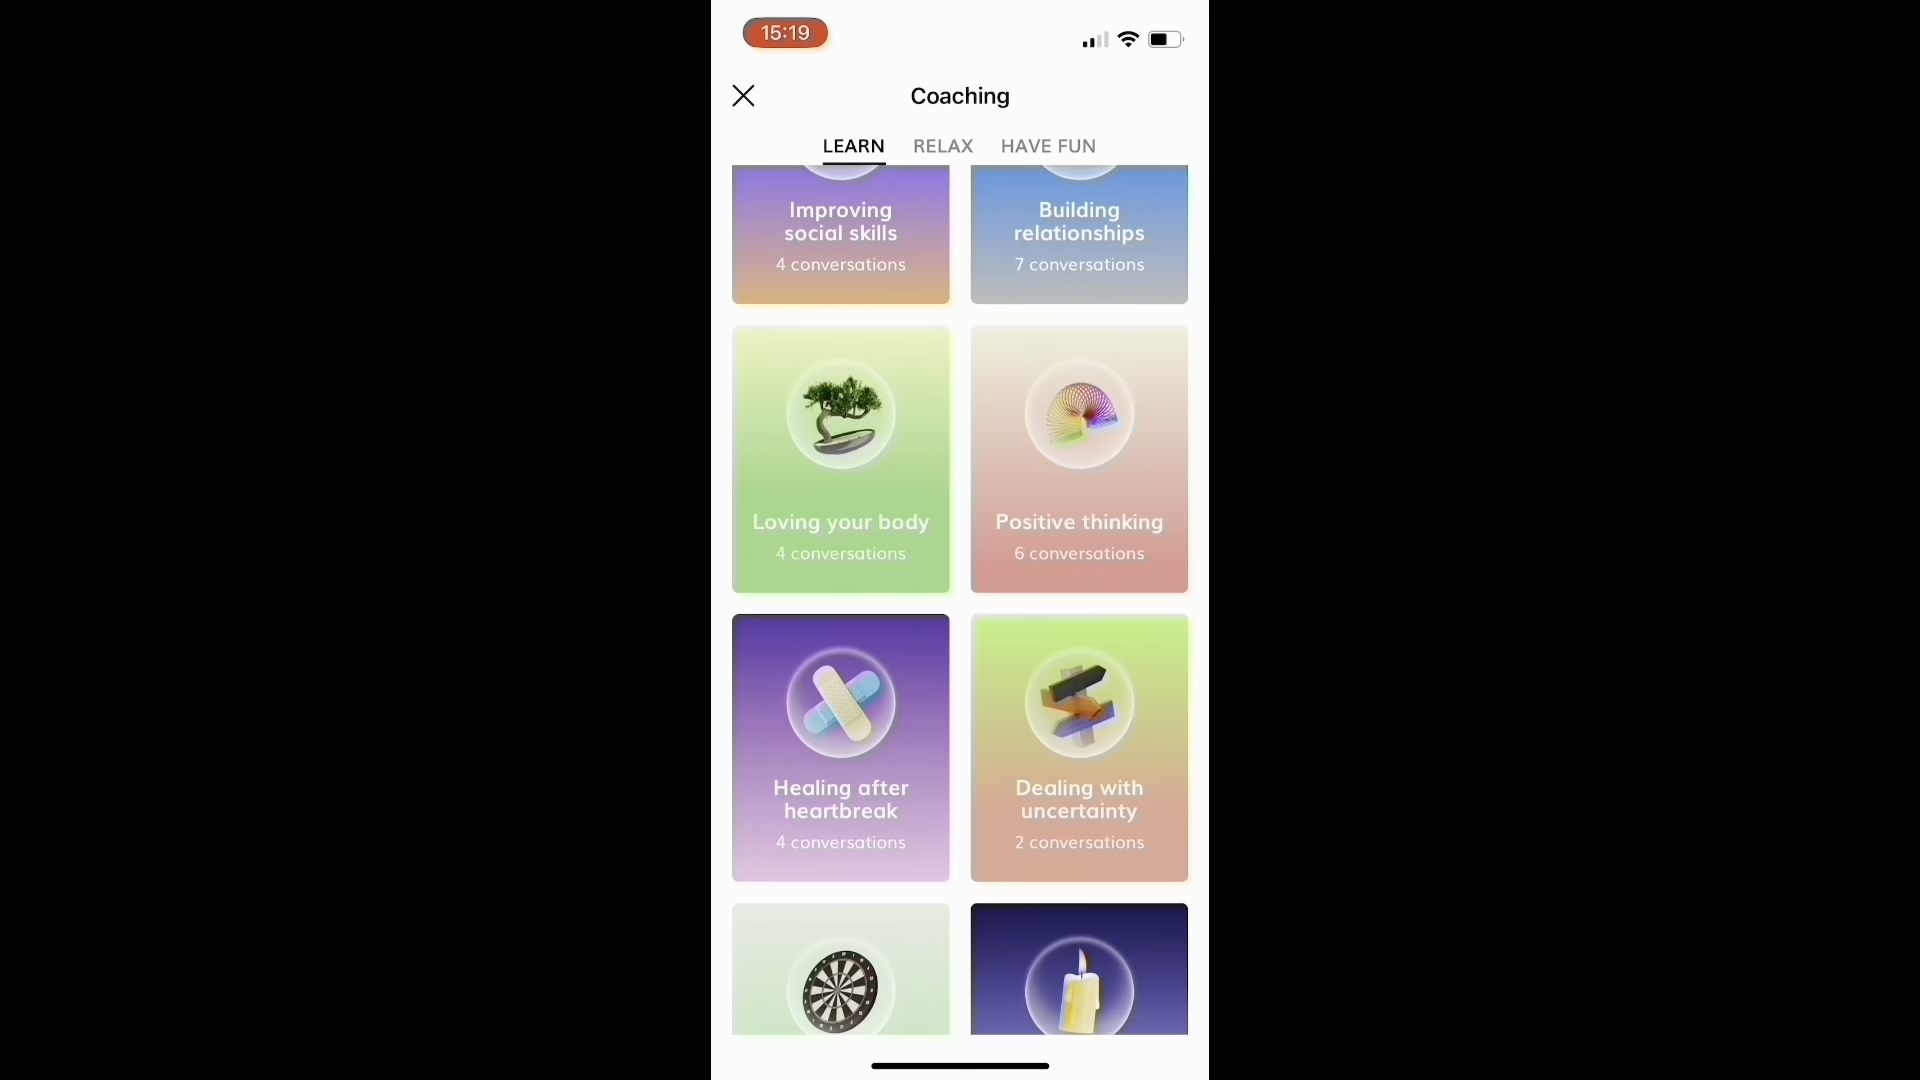 15:19
Coaching
LEARN RELAX HAVE FUN
Improving
social skills
4 conversations
Building
relationships
7 conversations
Loving your body
4 conversations
Positive thinking
6 conversations
Healing after
heartbreak
4 conversations
Dealing with
uncertainty
2 conversations